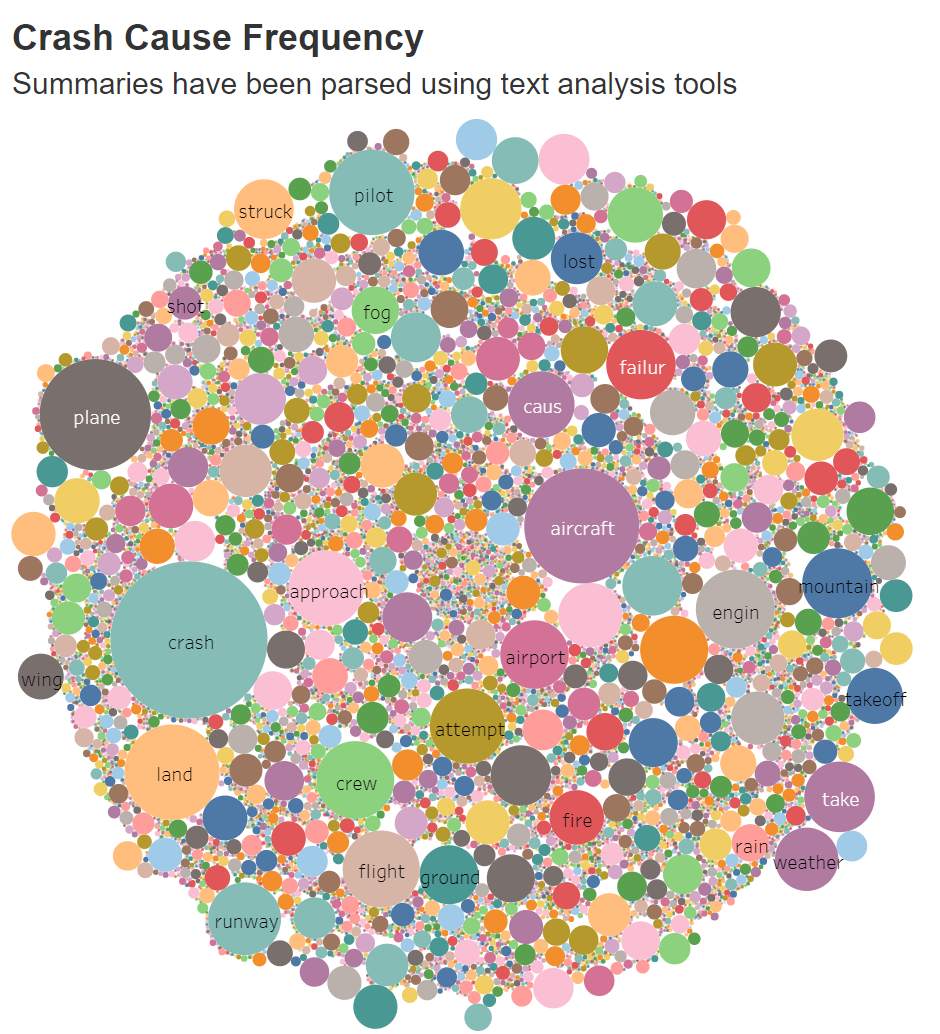 Crash Cause Frequency
Summaries have been parsed using text analysis tools
pilot
struck
lost
shot
fog
failur
caus
plane
aircraft
mountain
approach
engin
crash
airport
wing
takeoff
attempt
land
crew
take
fire
rain
weather
flight
ground
runway